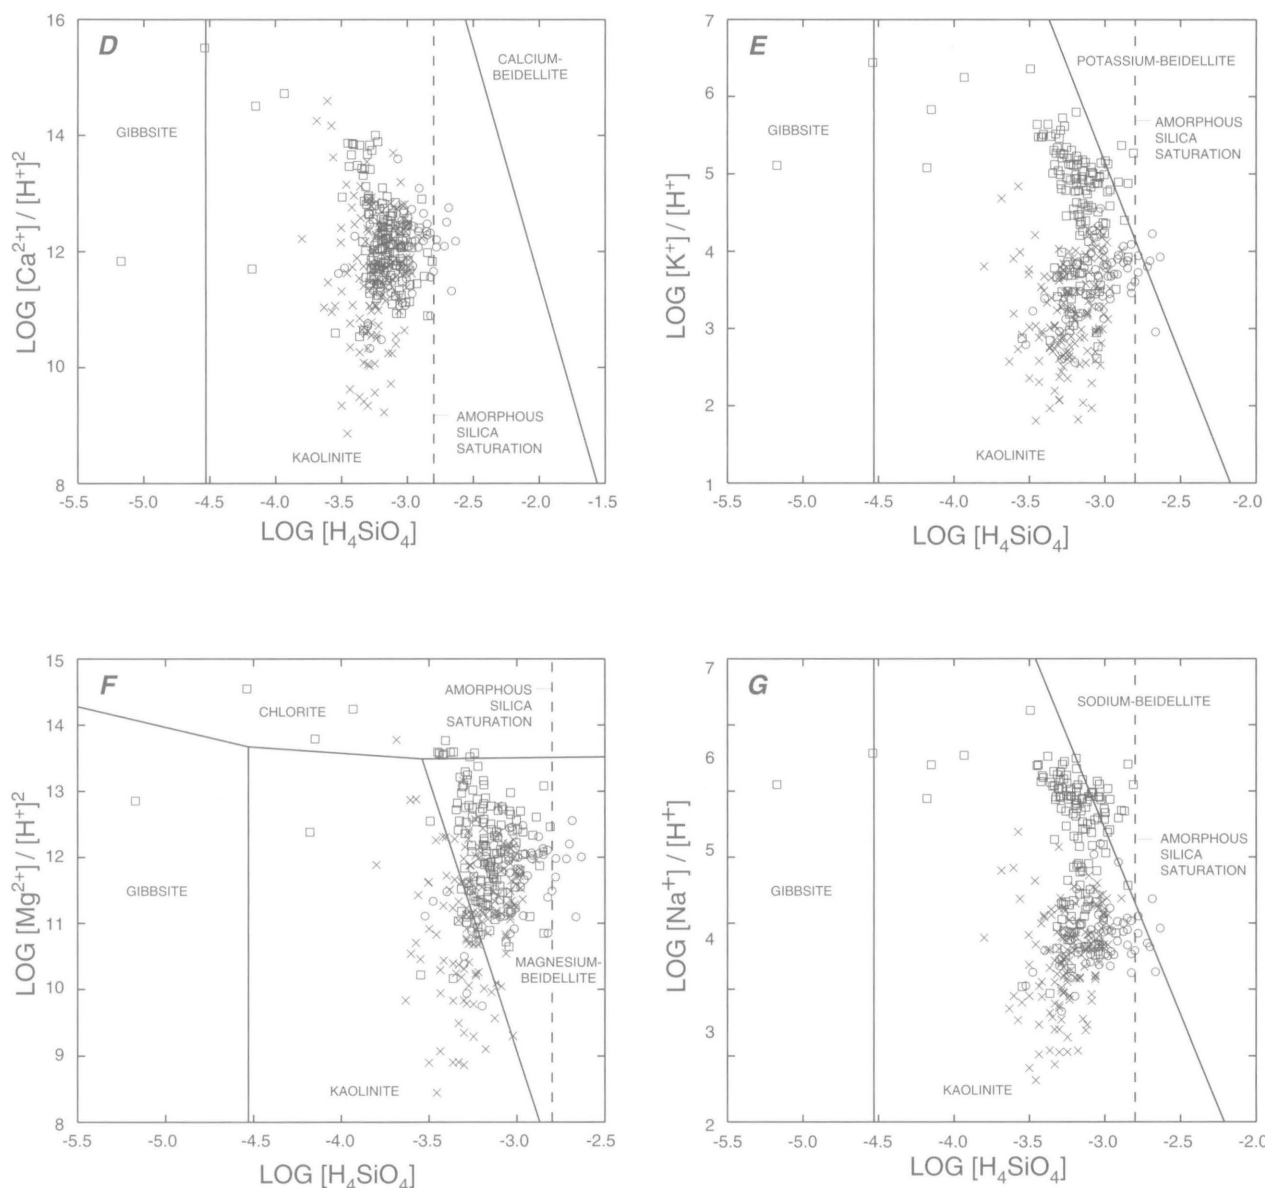 D
16
14
12
10
8
LOG [Ca2+] / [H+]2
GIBBSITE
CALCIUM-
BEIDELLITE
AMORPHOUS
SILICA
SATURATION
KAOLINITE
-5.5 -5.0 -4.5 -4.0 -3.5 -3.0 -2.5 -2.0 -1.5
LOG [H4SiO4]
E
7
6
5
4
3
2
1
LOG [K+] / [H+]
POTASSIUM-BEIDELLITE
GIBBSITE
AMORPHOUS
SILICA
SATURATION
KAOLINITE
-5.5 -5.0 -4.5 -4.0 -3.5 -3.0 -2.5 -2.0
LOG [H4SiO4]
F
15
14
13
12
11
10
9
8
LOG [Mg2+] / [H+]2
AMORPHOUS
SILICA
SATURATION
CHLORITE
GIBBSITE
MAGNESIUM-
BEIDELLITE
KAOLINITE
-5.5 -5.0 -4.5 -4.0 -3.5 -3.0 -2.5
LOG [H4SiO4]
G
7
6
5
4
3
2
LOG [Na+] / [H+]
SODIUM-BEIDELLITE
AMORPHOUS
SILICA
SATURATION
GIBBSITE
KAOLINITE
-5.5 -5.0 -4.5 -4.0 -3.5 -3.0 -2.5 -2.0
LOG [H4SiO4]